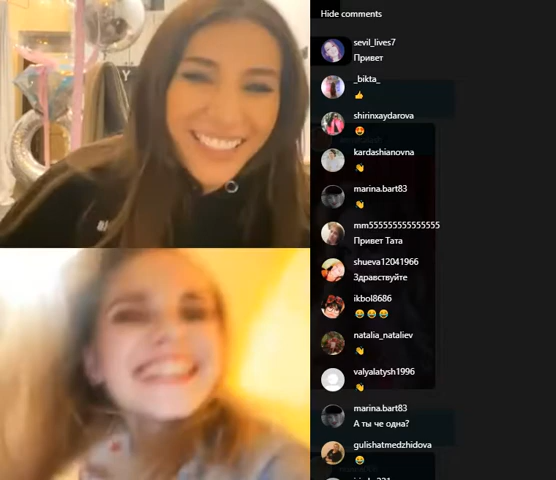 Hide comments
sevil_lives7
Привет
_bikta_
shirinxaydarova
kardashianovna
marina.bart83
mm555555555555555
Привет Тата
shueva12041966
Здравствуйте
ikbol8686
natalia_nataliev
valyalatysh1996
marina.bart83
А ты че одна?
gulishatmedzhidova